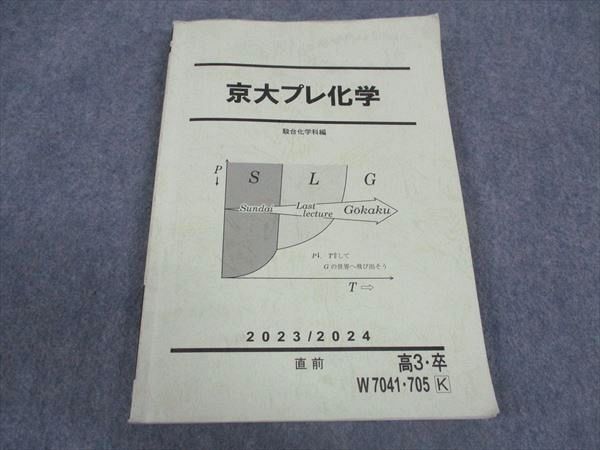 京大プレ化学
駿台化学科編
P
↓
S L G
Sundai Last lecture Gōkaku
P↓、T⇧して
Gの世界へ飛び出そう
T ⇨
2023/2024
直前
高3・卒
W7041・705 K